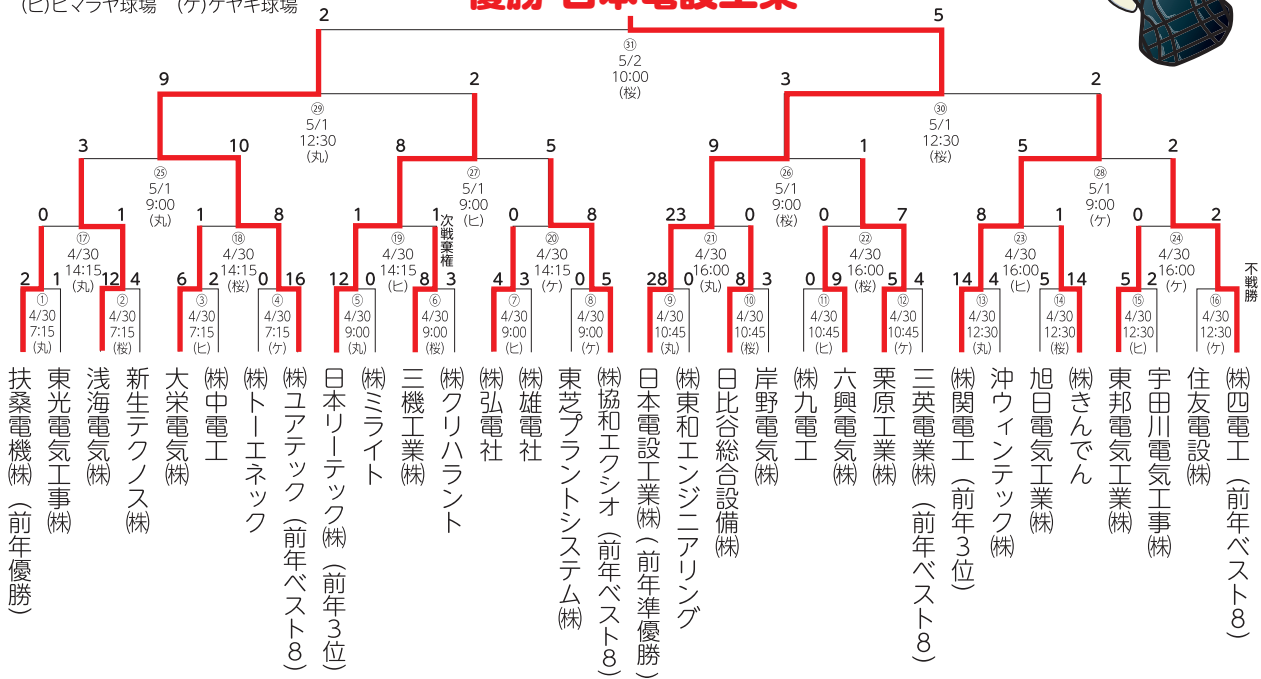 (ヒ)ヒマラヤ球場　(ケ)ケヤキ球場
優勝 日本電設工業
2
5
㉛
5/2
10:00
(桜)
9
2
3
2
㉙
5/1
12:30
(丸)
㉚
5/1
12:30
(桜)
3
10
8
5
9
1
5
2
㉕
5/1
9:00
(丸)
㉗
5/1
9:00
(ヒ)
㉖
5/1
9:00
(桜)
㉘
5/1
9:00
(ケ)
0
1
1
8
1
1
次戦棄権
0
8
23
0
0
7
8
1
0
2
⑰
4/30
14:15
(丸)
⑱
4/30
14:15
(桜)
⑲
4/30
14:15
(ヒ)
⑳
4/30
14:15
(ケ)
㉑
4/30
16:00
(丸)
㉒
4/30
16:00
(桜)
㉓
4/30
16:00
(ヒ)
㉔
4/30
16:00
(ケ)
2
1
12
4
6
2
0
16
12
0
8
3
4
3
0
5
28
0
8
3
0
9
5
4
14
4
5
14
5
2
不戦勝
①
4/30
7:15
(丸)
②
4/30
7:15
(桜)
③
4/30
7:15
(ヒ)
④
4/30
7:15
(ケ)
⑤
4/30
9:00
(丸)
⑥
4/30
9:00
(桜)
⑦
4/30
9:00
(ヒ)
⑧
4/30
9:00
(ケ)
⑨
4/30
10:45
(丸)
⑩
4/30
10:45
(桜)
⑪
4/30
10:45
(ヒ)
⑫
4/30
10:45
(ケ)
⑬
4/30
12:30
(丸)
⑭
4/30
12:30
(桜)
⑮
4/30
12:30
(ヒ)
⑯
4/30
12:30
(ケ)
扶桑電機㈱（前年優勝）
東光電気工事㈱
浅海電気㈱
新生テクノス㈱
大栄電気㈱
㈱中電工
㈱トーエネック
㈱ユアテック（前年ベスト８）
日本リーテック㈱（前年３位）
㈱ミライト
三機工業㈱
㈱クリハラント
㈱弘電社
㈱雄電社
東芝プラントシステム㈱
㈱協和エクシオ（前年ベスト８）
日本電設工業㈱（前年準優勝）
㈱東和エンジニアリング
日比谷総合設備㈱
岸野電気㈱
㈱九電工
六興電気㈱
栗原工業㈱
三英電業㈱（前年ベスト８）
㈱関電工（前年３位）
沖ウィンテック㈱
旭日電気工業㈱
㈱きんでん
東邦電気工業㈱
宇田川電気工事㈱
住友電設㈱
㈱四電工（前年ベスト８）